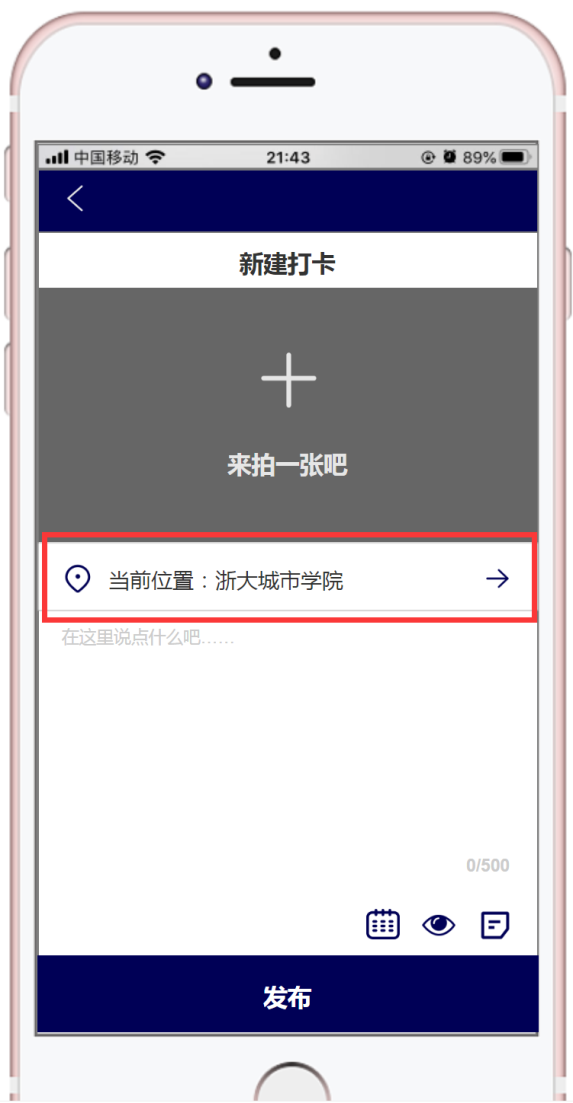 中国移动 21:43 89%
新建打卡
来拍一张吧
当前位置：浙大城市学院
在这里说点什么吧……
0/500
发布